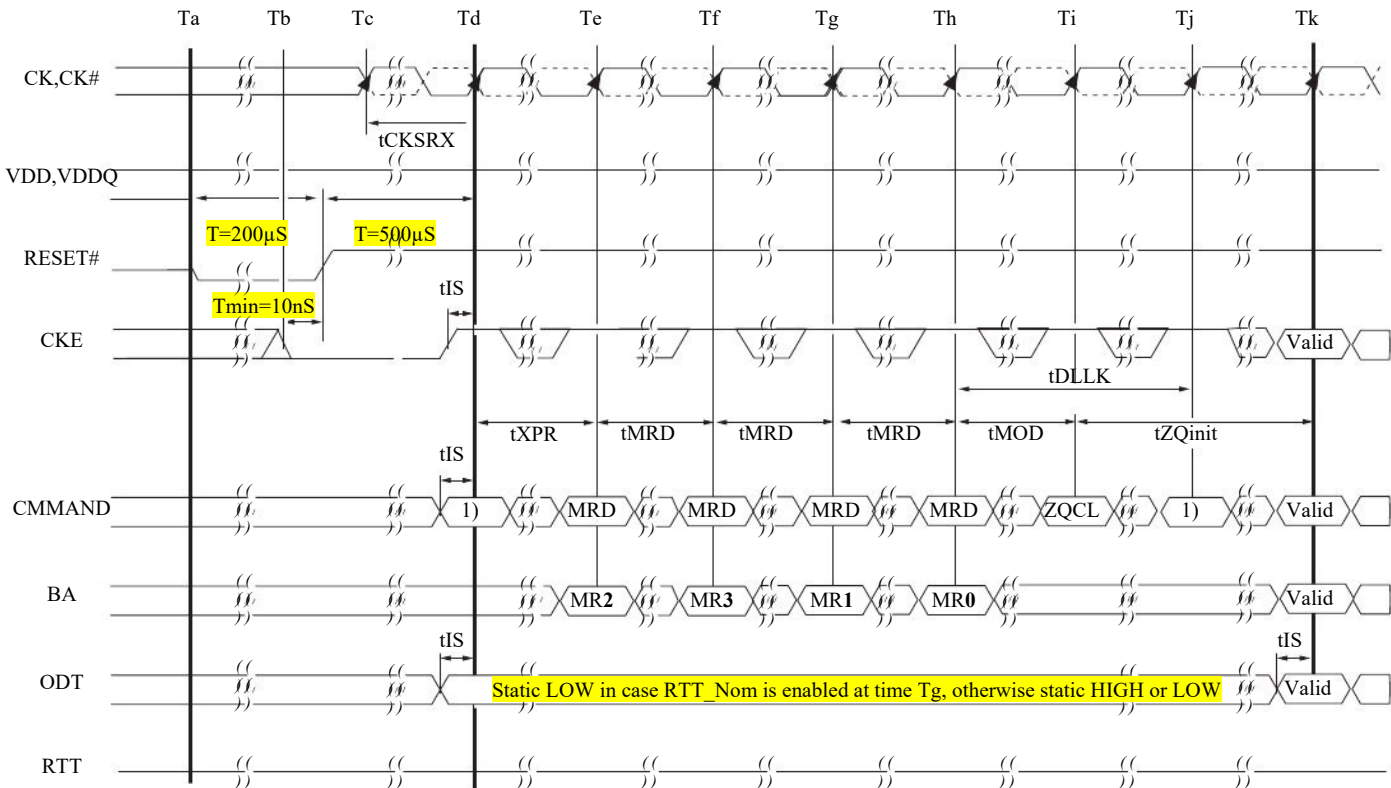 Ta Tb Tc Td Te Tf Tg Th Ti Tj Tk
CK,CK#
tCKSRX
VDD,VDDQ
T=200µS T=500µS
RESET#
Tmin=10nS tIS
CKE Valid
tDLLK
tXPR tMRD tMRD tMRD tMOD tZQinit
tIS
CMMAND 1) MRD MRD MRD MRD ZQCL 1) Valid
BA MR2 MR3 MR1 MR0 Valid
tIS tIS
ODT Static LOW in case RTT_Nom is enabled at time Tg, otherwise static HIGH or LOW Valid
RTT